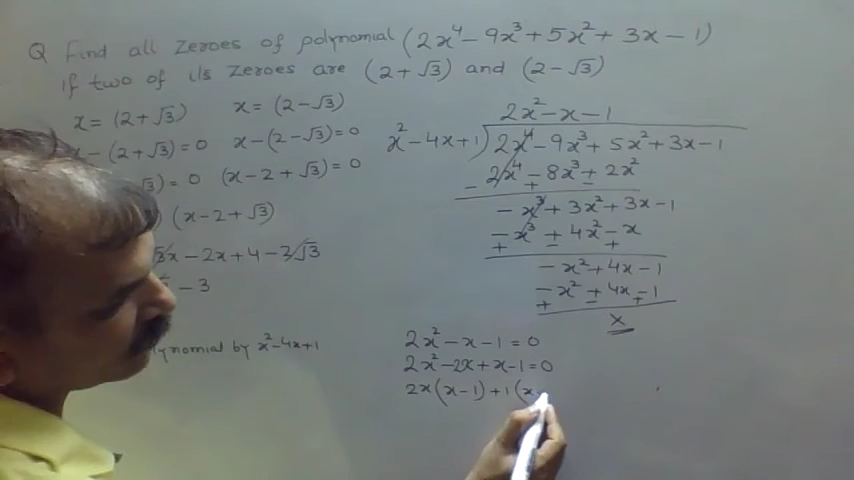 Q Find all zeroes of polynomial (2x⁴ - 9x³ + 5x² + 3x - 1)
if two of its zeroes are (2 + √3) and (2 - √3)
x = (2 + √3) x = (2 - √3)
x - (2 + √3) = 0 x - (2 - √3) = 0
√3) = 0 (x - 2 + √3) = 0
) (x - 2 + √3)
√3x - 2x + 4 - 2√3
- 3
by x² - 4x + 1
2x² - x - 1
x² - 4x + 1) 2x⁴ - 9x³ + 5x² + 3x - 1
2x⁴ - 8x³ + 2x²
- + -
- x³ + 3x² + 3x - 1
- x³ + 4x² - x
+ - +
- x² + 4x - 1
- x² + 4x - 1
+ - +
x
2x² - x - 1 = 0
2x² - 2x + x - 1 = 0
2x(x - 1) + 1(x